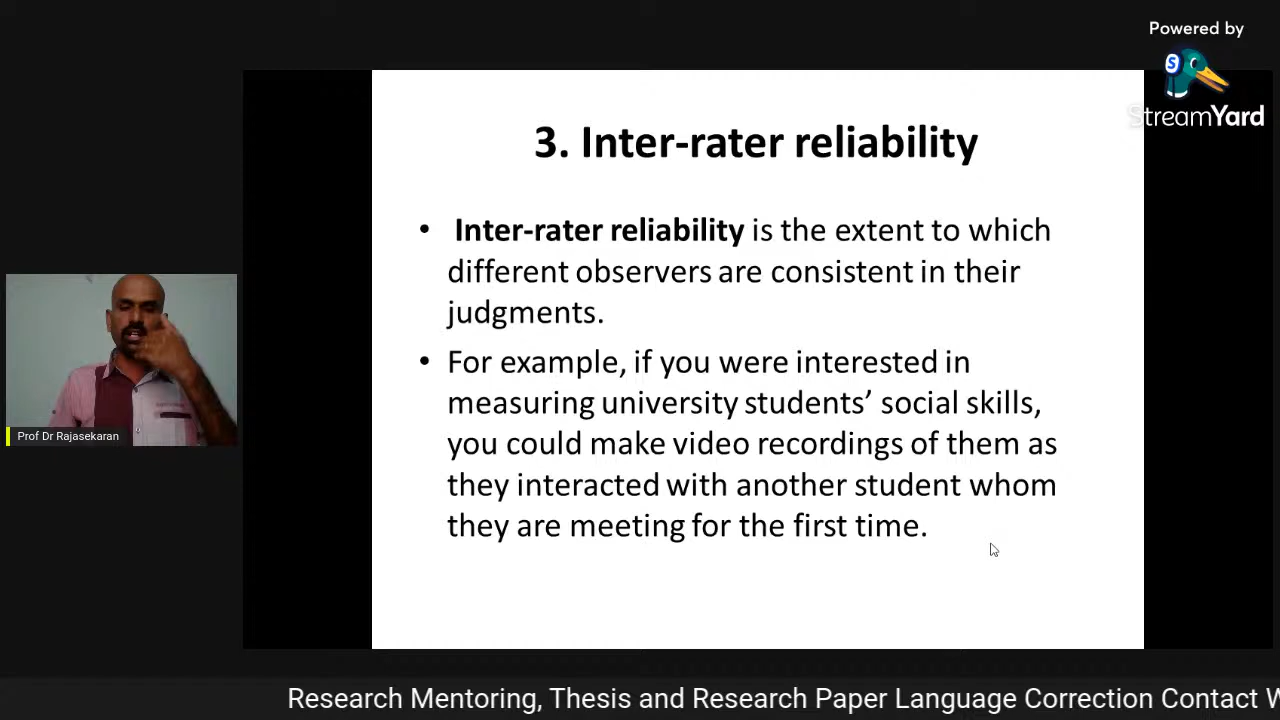 Powered by
S
StreamYard
3. Inter-rater reliability
• Inter-rater reliability is the extent to which
different observers are consistent in their
judgments.
• For example, if you were interested in
measuring university students’ social skills,
you could make video recordings of them as
they interacted with another student whom
they are meeting for the first time.
Prof Dr Rajasekaran
Research Mentoring, Thesis and Research Paper Language Correction Contact W